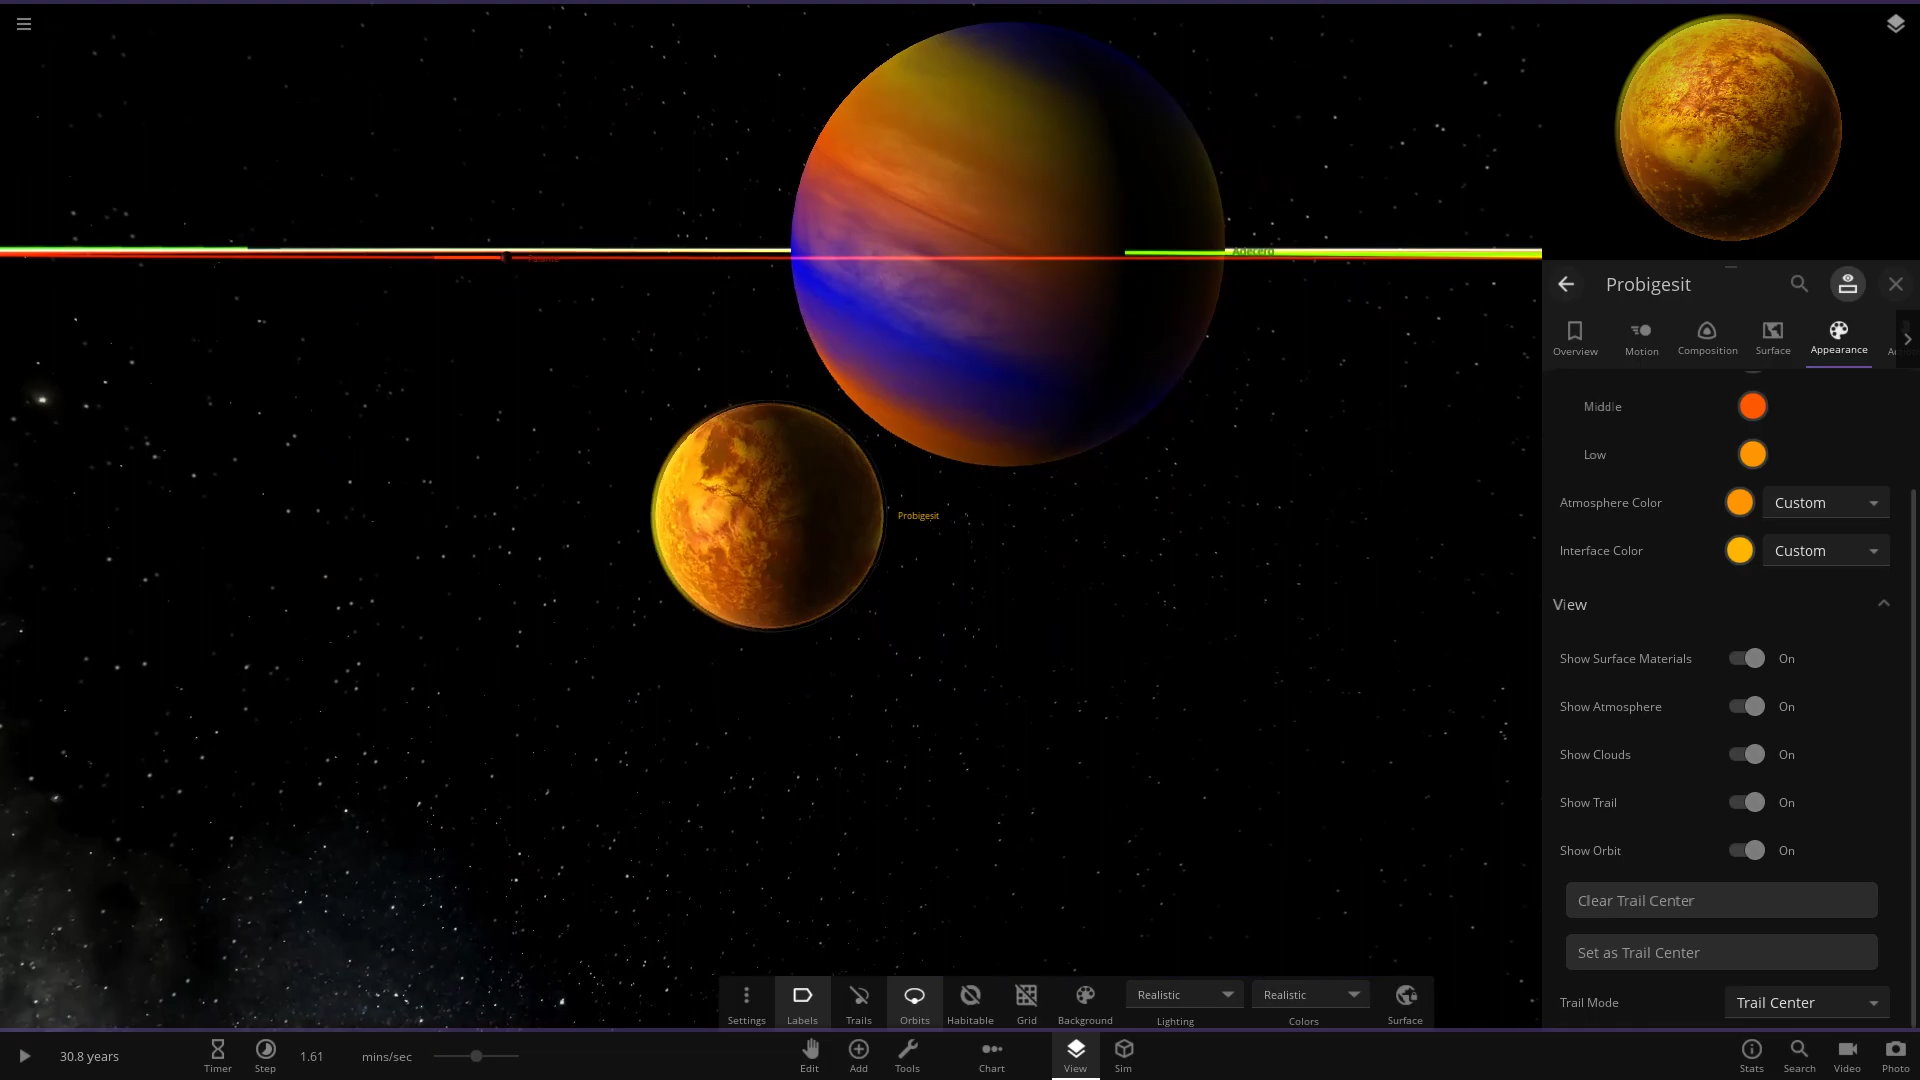 Adecero
Probigesit
Probigesit
Overview
Motion
Composition
Surface
Appearance
Middle
Low
Atmosphere Color
Custom
Interface Color
Custom
View
Show Surface Materials
On
Show Atmosphere
On
Show Clouds
On
Show Trail
On
Show Orbit
On
Clear Trail Center
Set as Trail Center
Trail Mode
Trail Center
Settings
Labels
Trails
Orbits
Habitable
Grid
Background
Realistic
Lighting
Realistic
Colors
Surface
30.8 years
Timer
Step
1.61
mins/sec
Edit
Add
Tools
Chart
View
Sim
Stats
Search
Video
Photo